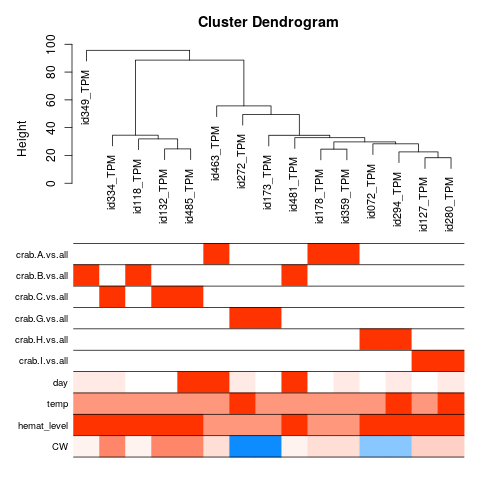 Cluster Dendrogram
Height
0
20
40
60
80
100
id349_TPM
id334_TPM
id118_TPM
id132_TPM
id485_TPM
id463_TPM
id272_TPM
id173_TPM
id481_TPM
id178_TPM
id359_TPM
id072_TPM
id294_TPM
id127_TPM
id280_TPM
crab.A.vs.all
crab.B.vs.all
crab.C.vs.all
crab.G.vs.all
crab.H.vs.all
crab.I.vs.all
day
temp
hemat_level
CW